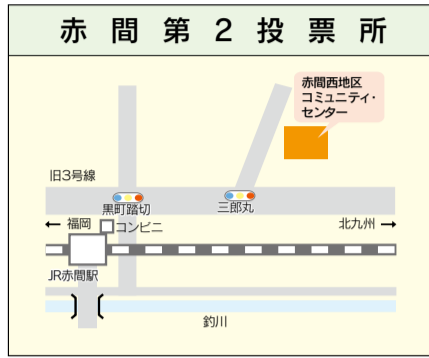 赤間第2投票所
赤間西地区
コミュニティ・
センター
旧3号線
黒町踏切
三郎丸
← 福岡
コンビニ
北九州 →
JR赤間駅
釣川